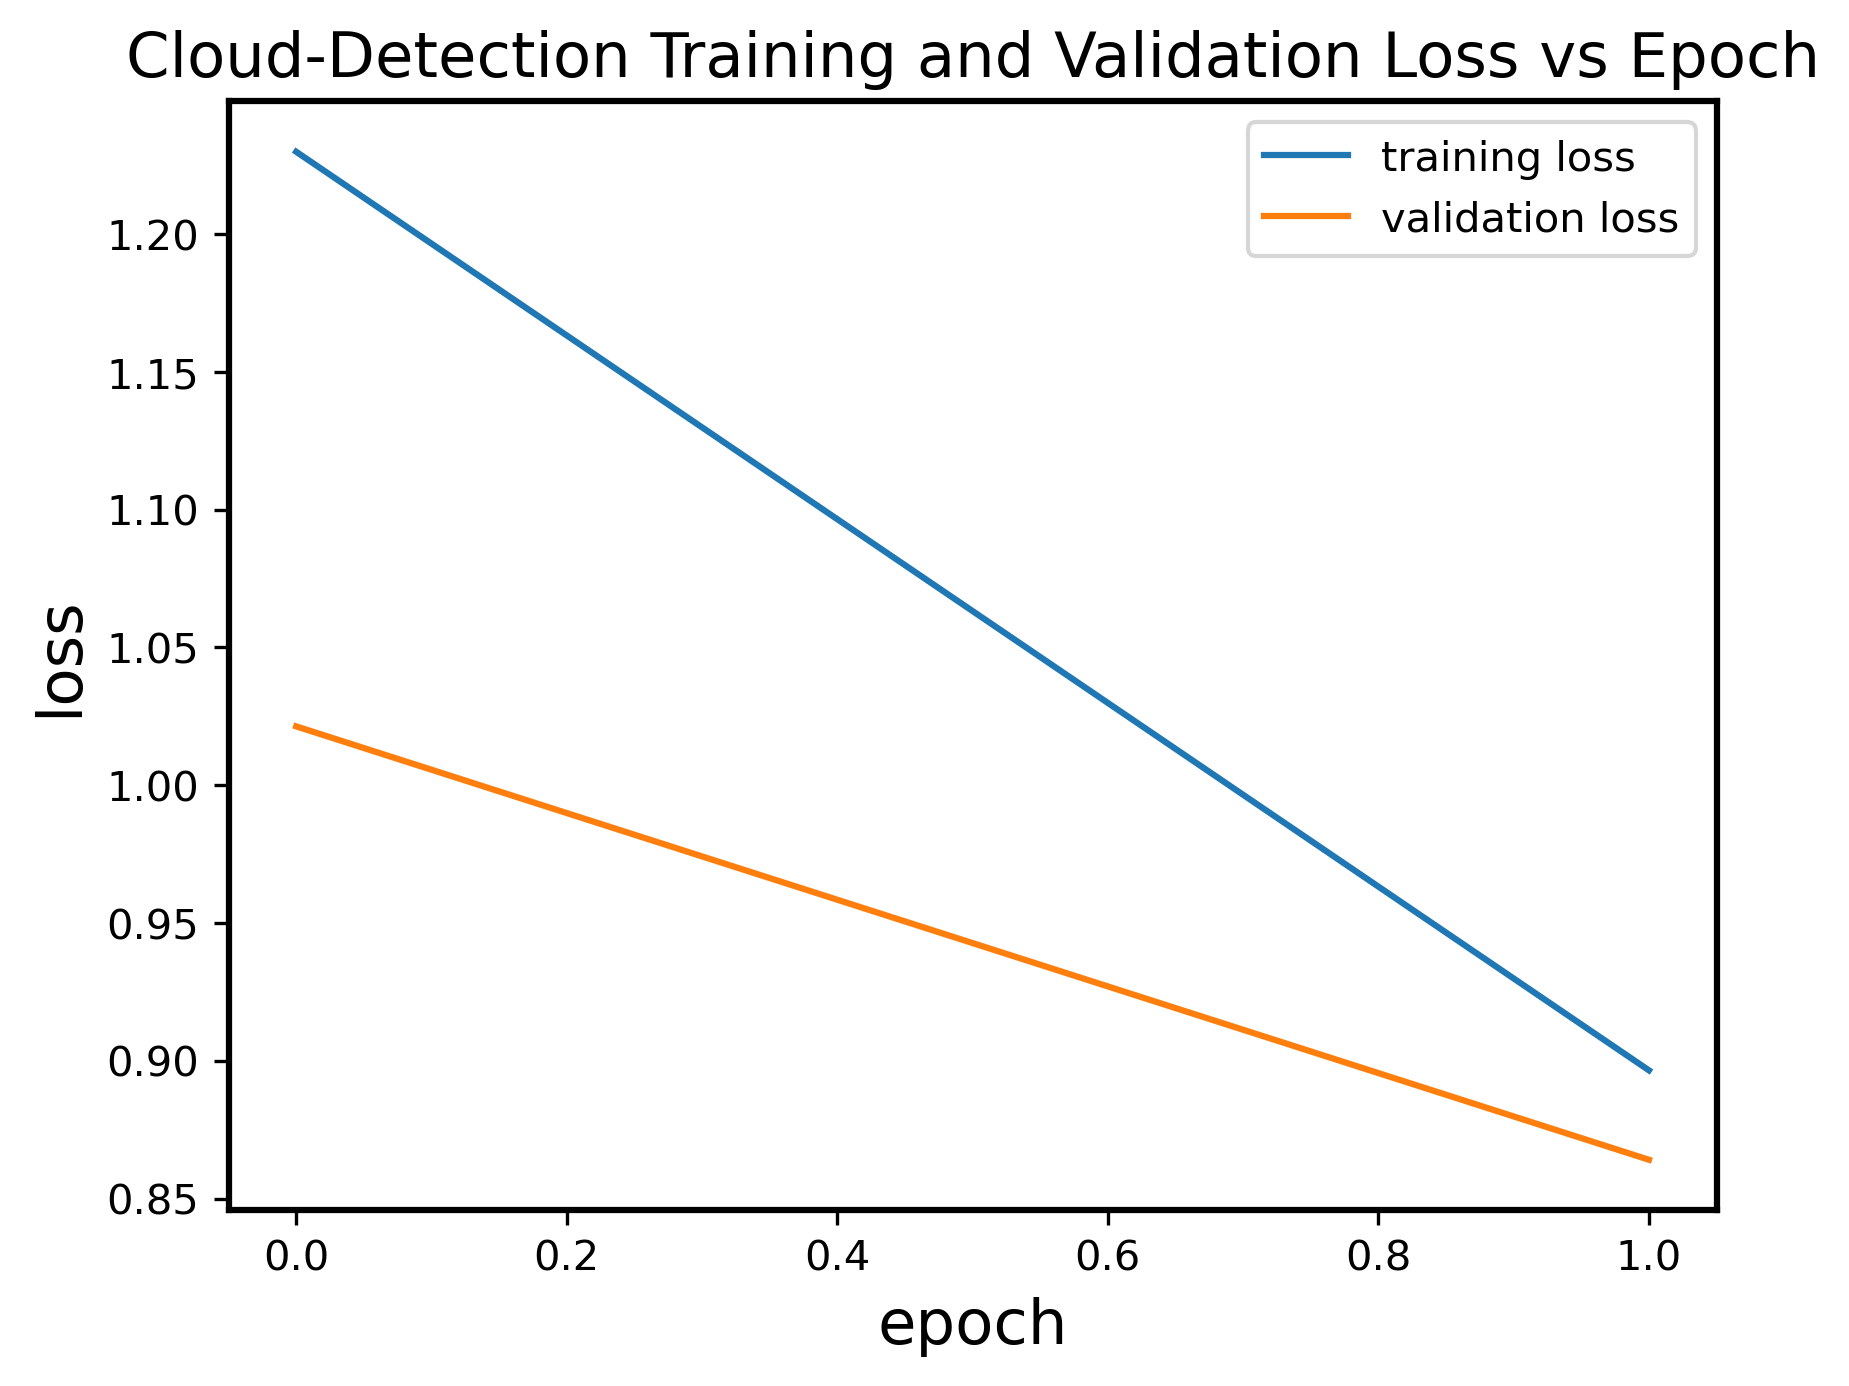 Cloud-Detection Training and Validation Loss vs Epoch
training loss
validation loss
1.20
1.15
1.10
1.05
1.00
0.95
0.90
0.85
loss
0.0 0.2 0.4 0.6 0.8 1.0
epoch